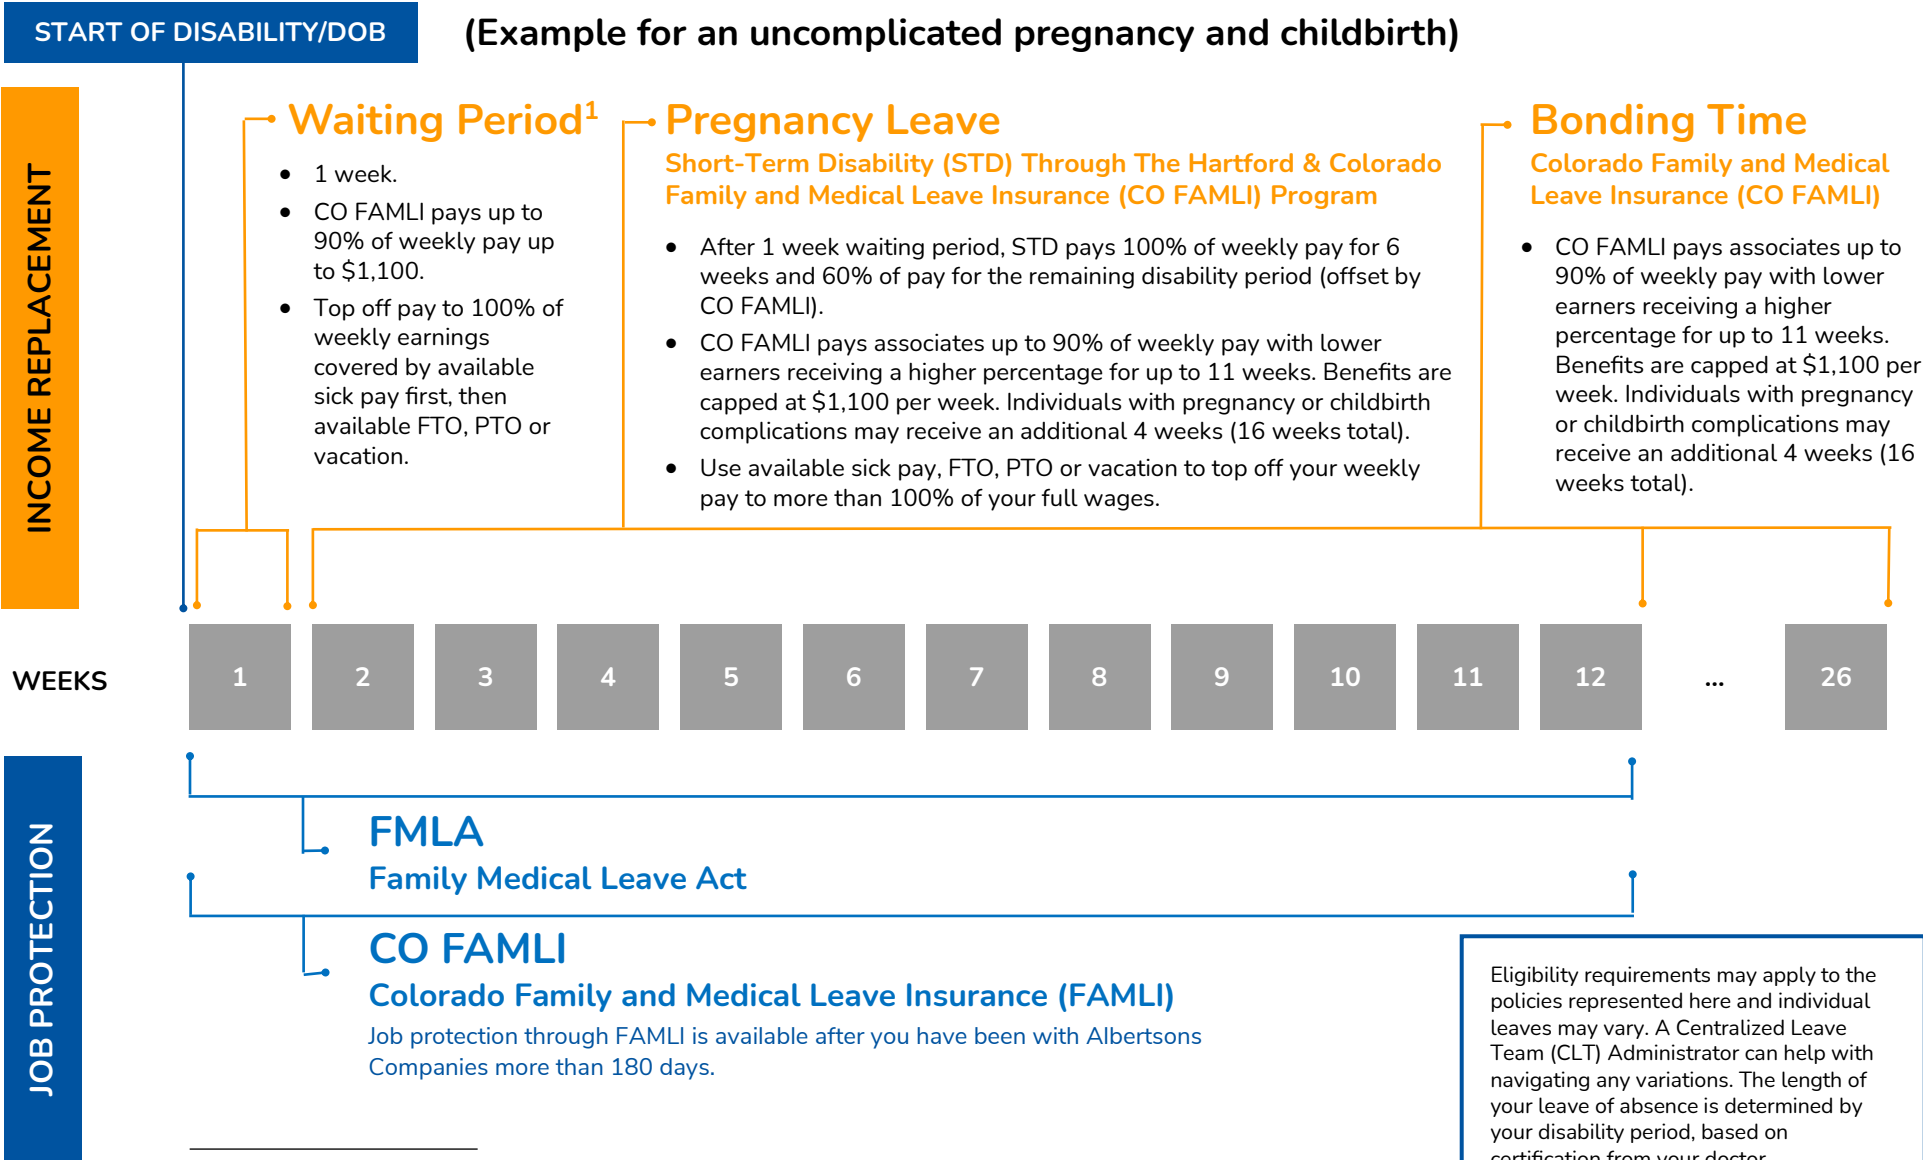 START OF DISABILITY/DOB
(Example for an uncomplicated pregnancy and childbirth)
INCOME REPLACEMENT
Waiting Period1
• 1 week.
• CO FAMLI pays up to
90% of weekly pay up
to $1,100.
• Top off pay to 100% of
weekly earnings
covered by available
sick pay first, then
available FTO, PTO or
vacation.
Pregnancy Leave
Short-Term Disability (STD) Through The Hartford & Colorado
Family and Medical Leave Insurance (CO FAMLI) Program
• After 1 week waiting period, STD pays 100% of weekly pay for 6
weeks and 60% of pay for the remaining disability period (offset by
CO FAMLI).
• CO FAMLI pays associates up to 90% of weekly pay with lower
earners receiving a higher percentage for up to 11 weeks. Benefits are
capped at $1,100 per week. Individuals with pregnancy or childbirth
complications may receive an additional 4 weeks (16 weeks total).
• Use available sick pay, FTO, PTO or vacation to top off your weekly
pay to more than 100% of your full wages.
Bonding Time
Colorado Family and Medical
Leave Insurance (CO FAMLI)
• CO FAMLI pays associates up to
90% of weekly pay with lower
earners receiving a higher
percentage for up to 11 weeks.
Benefits are capped at $1,100 per
week. Individuals with pregnancy
or childbirth complications may
receive an additional 4 weeks (16
weeks total).
WEEKS
1 2 3 4 5 6 7 8 9 10 11 12 ... 26
JOB PROTECTION
FMLA
Family Medical Leave Act
CO FAMLI
Colorado Family and Medical Leave Insurance (FAMLI)
Job protection through FAMLI is available after you have been with Albertsons
Companies more than 180 days.
Eligibility requirements may apply to the
policies represented here and individual
leaves may vary. A Centralized Leave
Team (CLT) Administrator can help with
navigating any variations. The length of
your leave of absence is determined by
your disability period, based on
certification from your doctor